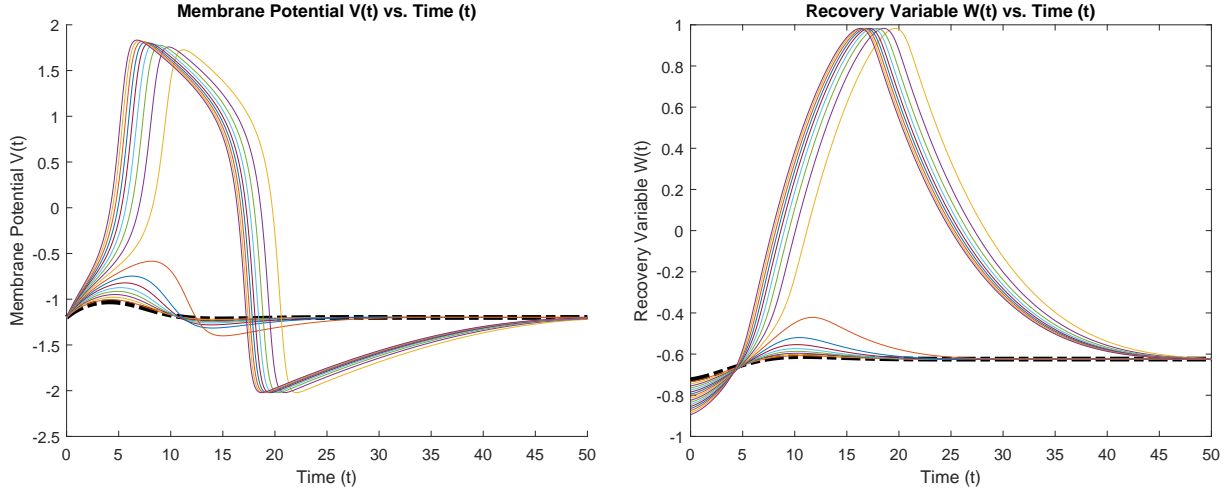 Membrane Potential V(t) vs. Time (t)
2
1.5
1
0.5
0
-0.5
-1
-1.5
-2
-2.5
Membrane Potential V(t)
0 5 10 15 20 25 30 35 40 45 50
Time (t)
Recovery Variable W(t) vs. Time (t)
1
0.8
0.6
0.4
0.2
0
-0.2
-0.4
-0.6
-0.8
-1
Recovery Variable W(t)
0 5 10 15 20 25 30 35 40 45 50
Time (t)